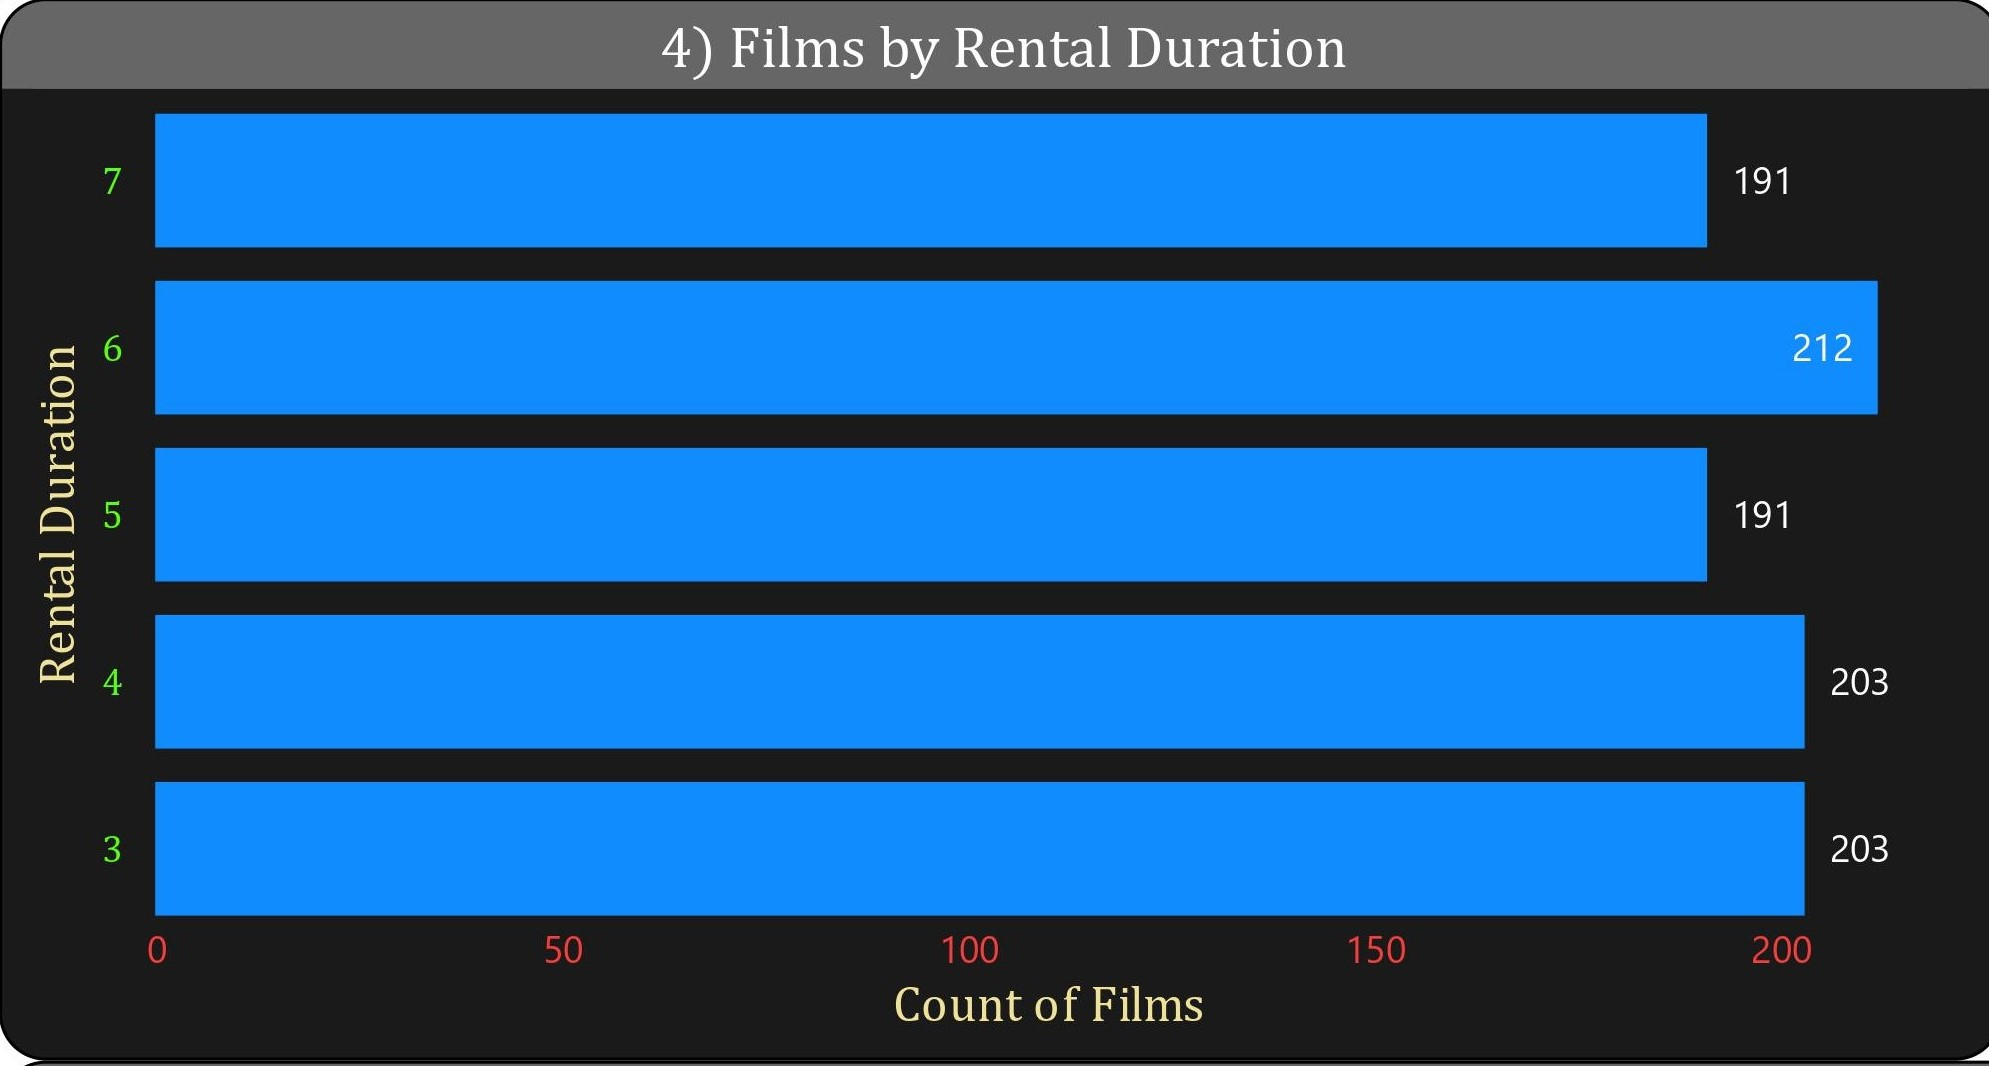 4) Films by Rental Duration
7
191
6
212
Rental Duration
5
191
4
203
3
203
0 50 100 150 200
Count of Films